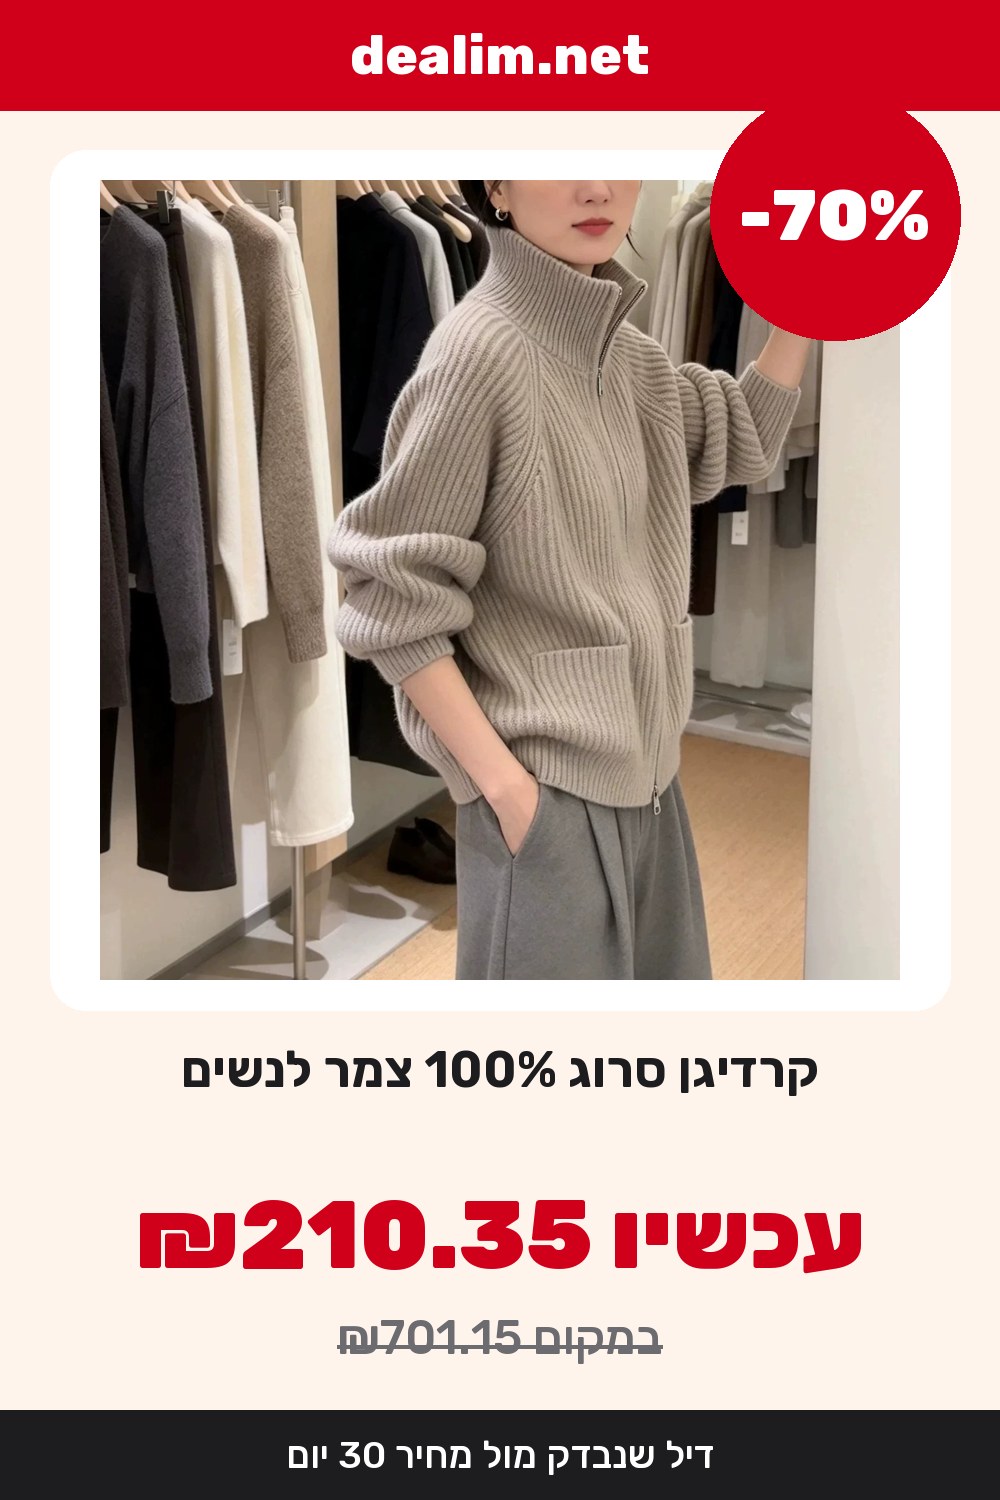 dealim.net
-70%
קרדיגן סרוג 100% צמר לנשים
עכשיו 210.35₪
במקום 701.15₪
דיל שנבדק מול מחיר 30 יום